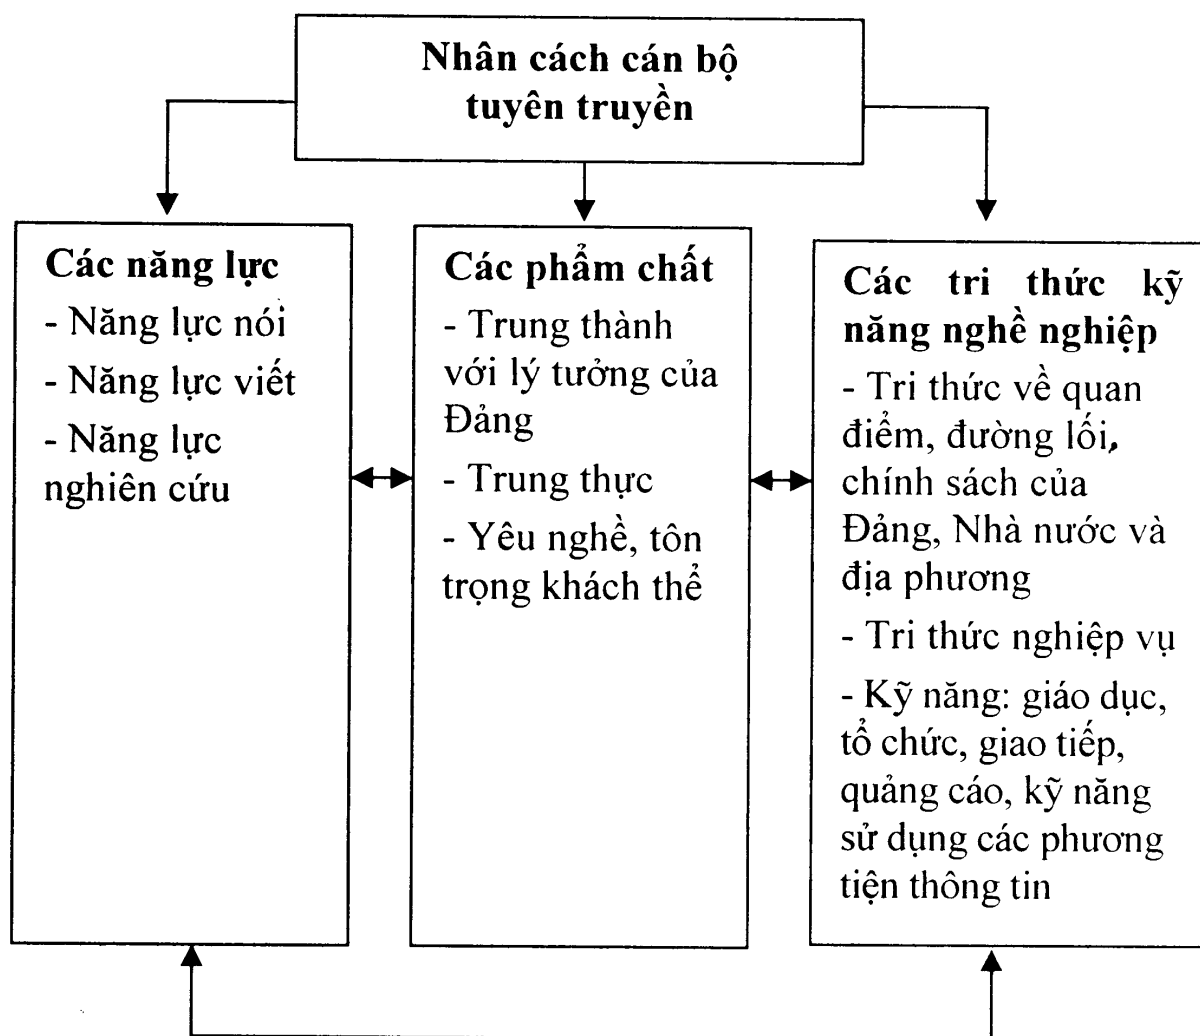 Nhân cách cán bộ
tuyên truyền
Các năng lực
- Năng lực nói
- Năng lực viết
- Năng lực
nghiên cứu
Các phẩm chất
- Trung thành
với lý tưởng của
Đảng
- Trung thực
- Yêu nghề, tôn
trọng khách thể
Các tri thức kỹ
năng nghề nghiệp
- Tri thức về quan
điểm, đường lối,
chính sách của
Đảng, Nhà nước và
địa phương
- Tri thức nghiệp vụ
- Kỹ năng: giáo dục,
tổ chức, giao tiếp,
quảng cáo, kỹ năng
sử dụng các phương
tiện thông tin